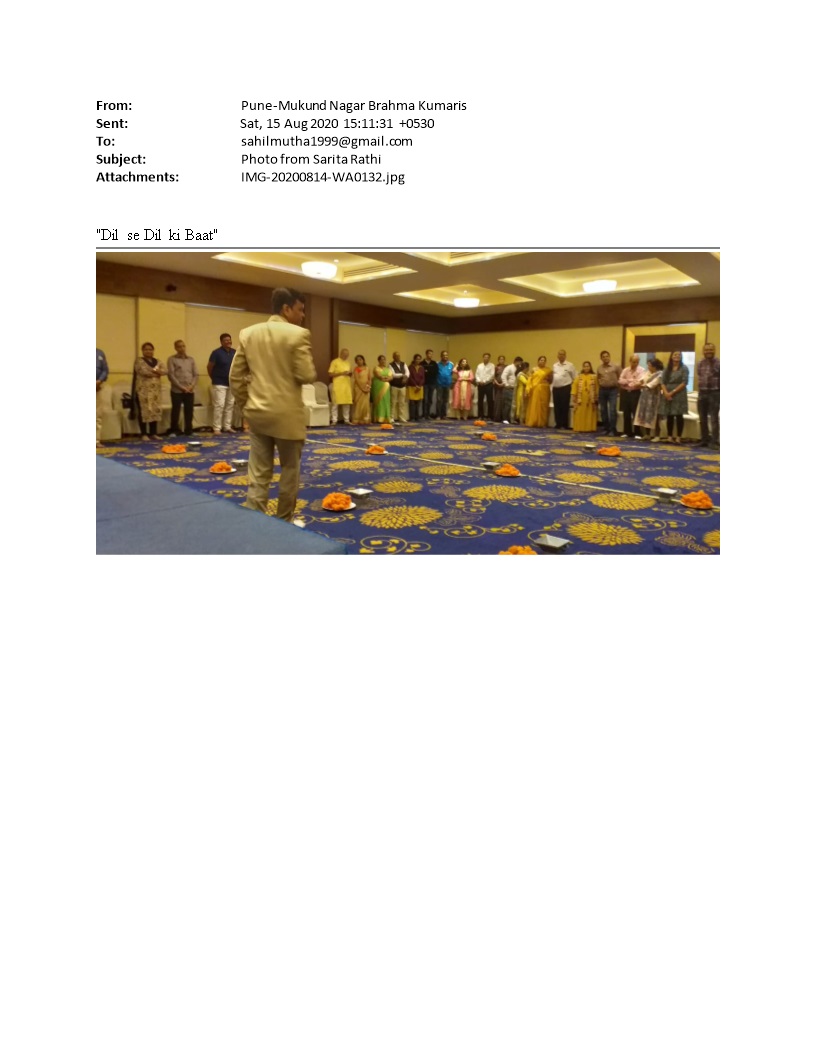 From: Pune-Mukund Nagar Brahma Kumaris
Sent: Sat, 15 Aug 2020 15:11:31 +0530
To: sahilmutha1999@gmail.com
Subject: Photo from Sarita Rathi
Attachments: IMG-20200814-WA0132.jpg
"Dil se Dil ki Baat"